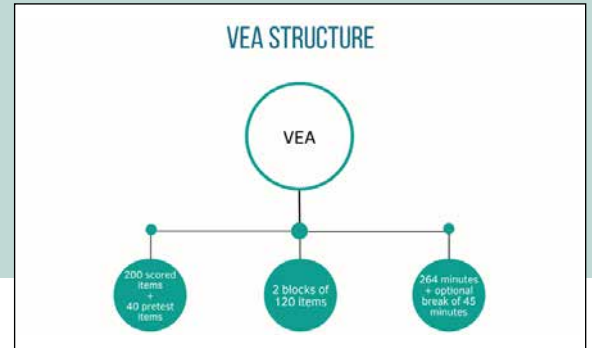 VEA STRUCTURE
VEA
200 scored
items
+
40 pretest
items
2 blocks of
120 items
264 minutes
+ optional
break of 45
minutes